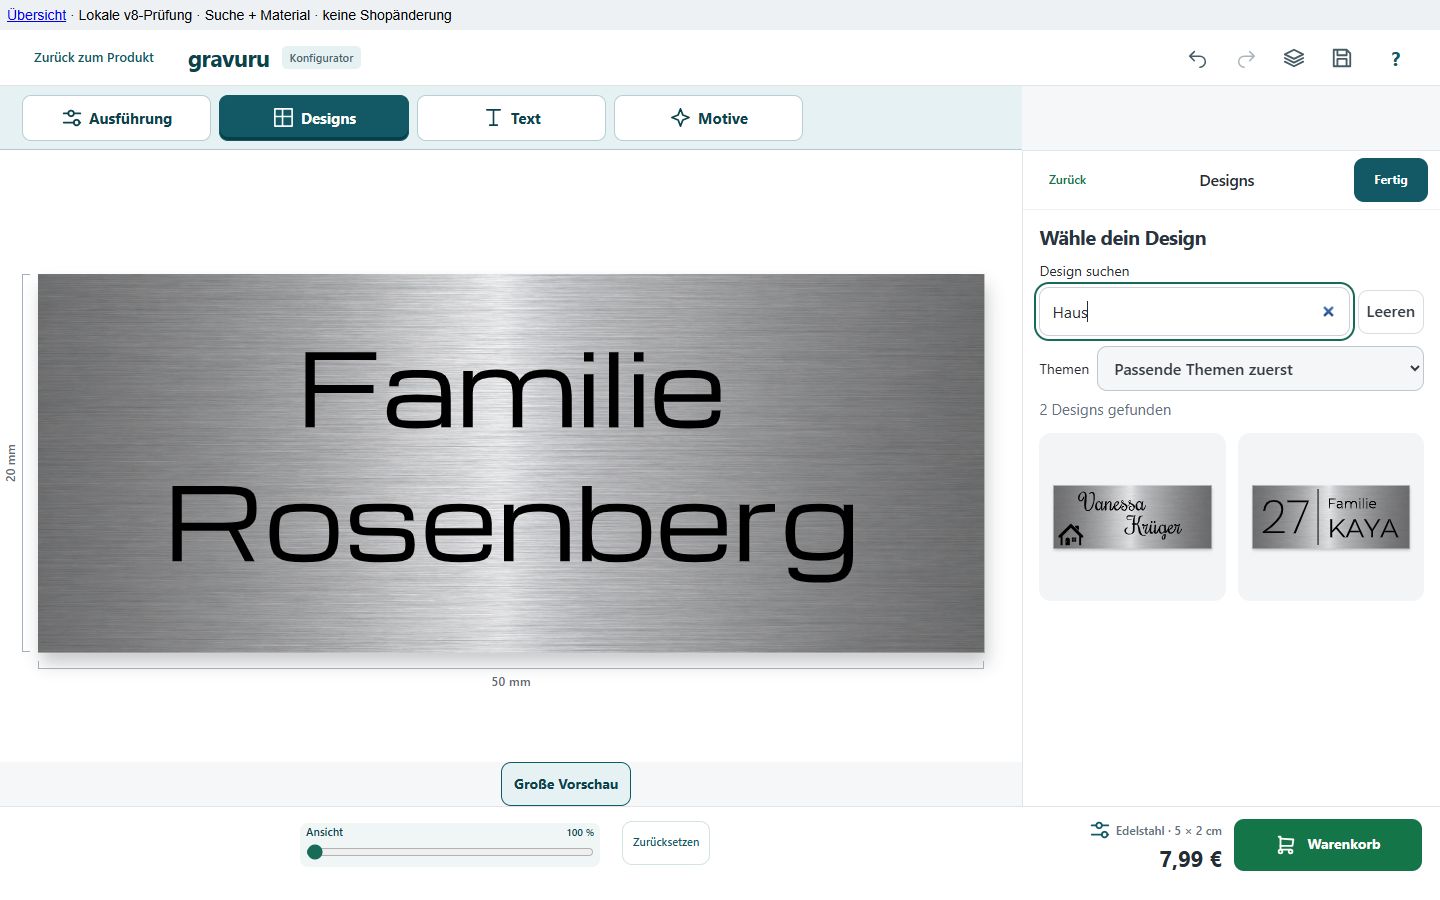 Übersicht · Lokale v8-Prüfung · Suche + Material · keine Shopänderung
Zurück zum Produkt
gravuru
Konfigurator
?
Ausführung
Designs
Text
Motive
Zurück
Designs
Fertig
Wähle dein Design
Design suchen
Haus
Leeren
Themen
Passende Themen zuerst
2 Designs gefunden
Vanessa
Krüger
27
Familie
KAYA
Familie
Rosenberg
20 mm
50 mm
Große Vorschau
Ansicht
100 %
Zurücksetzen
Edelstahl · 5 × 2 cm
7,99 €
Warenkorb